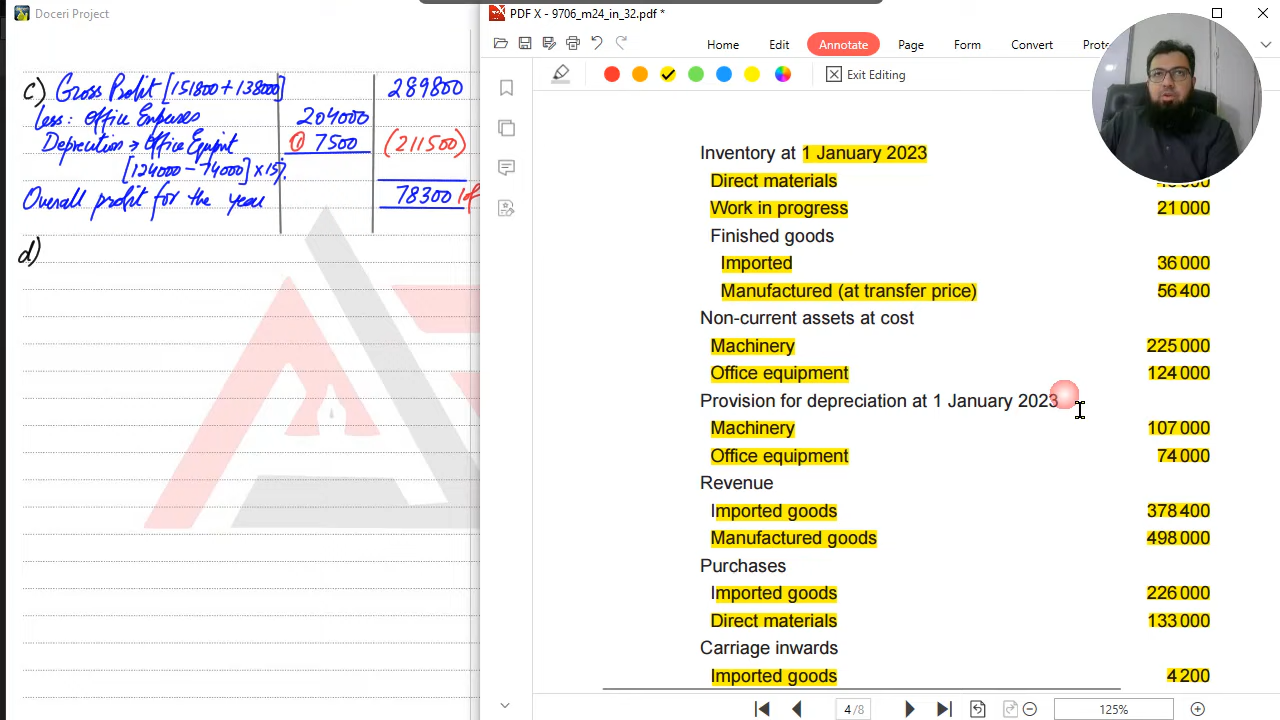 Doceri Project
PDF X - 9706_m24_in_32.pdf *
Home Edit Annotate Page Form Convert
Exit Editing
c) Gross Profit [151800 + 138000] 289800
Less: Office Expenses 204000
Depreciation → Office Equipmt ① 7500 (211500)
[124000 - 74000] x 15%
Overall profit for the year 78300 1of
d)
Inventory at 1 January 2023
Direct materials
Work in progress 21 000
Finished goods
Imported 36 000
Manufactured (at transfer price) 56 400
Non-current assets at cost
Machinery 225 000
Office equipment 124 000
Provision for depreciation at 1 January 2023
Machinery 107 000
Office equipment 74 000
Revenue
Imported goods 378 400
Manufactured goods 498 000
Purchases
Imported goods 226 000
Direct materials 133 000
Carriage inwards
Imported goods 4 200
4 / 8
125%